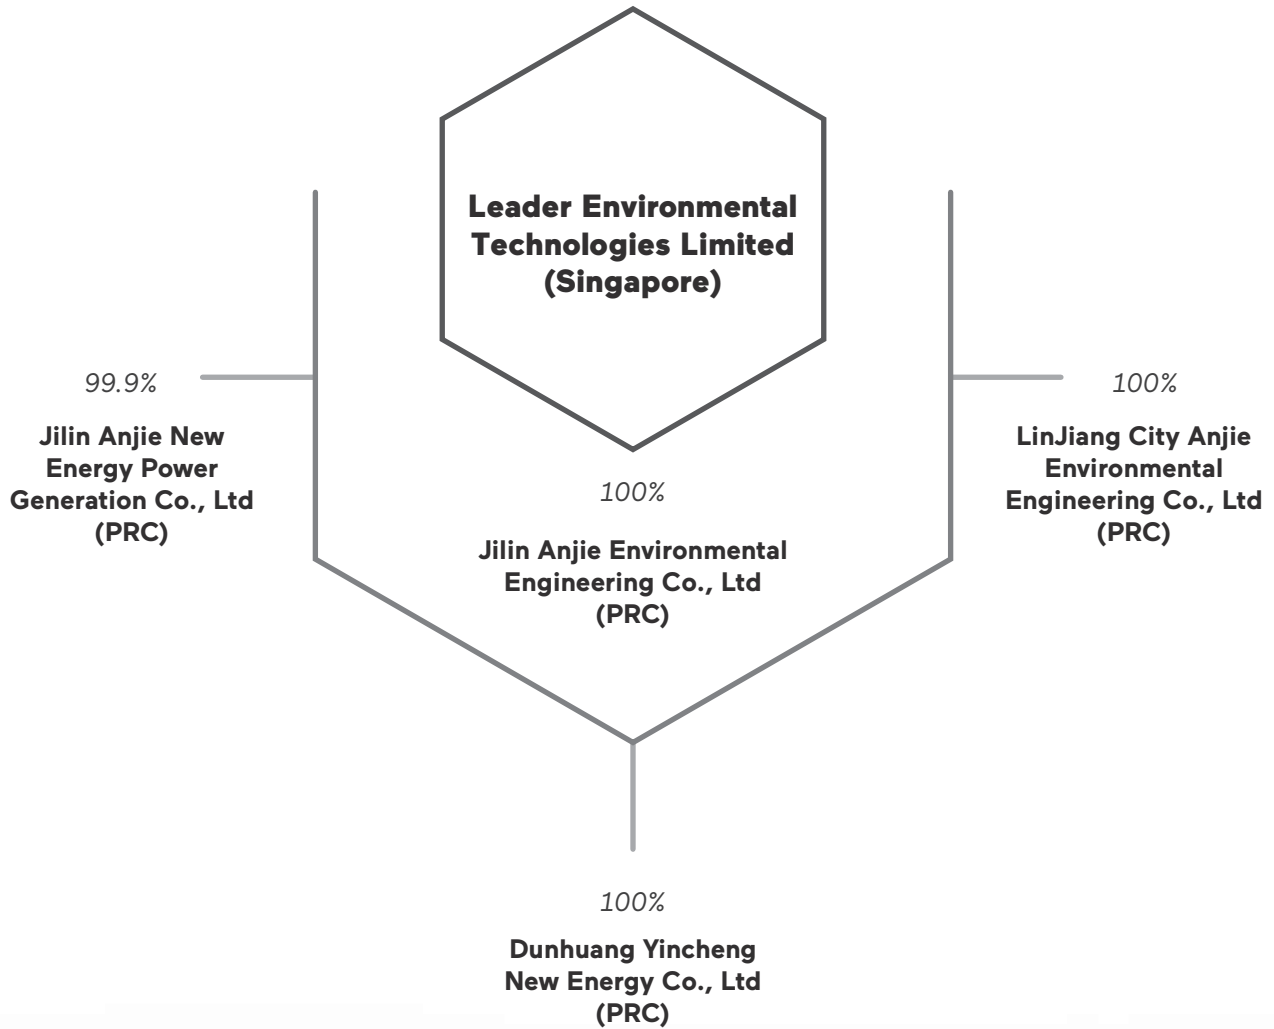 Leader Environmental
Technologies Limited
(Singapore)
99.9%
Jilin Anjie New
Energy Power
Generation Co., Ltd
(PRC)
100%
Jilin Anjie Environmental
Engineering Co., Ltd
(PRC)
100%
LinJiang City Anjie
Environmental
Engineering Co., Ltd
(PRC)
100%
Dunhuang Yincheng
New Energy Co., Ltd
(PRC)